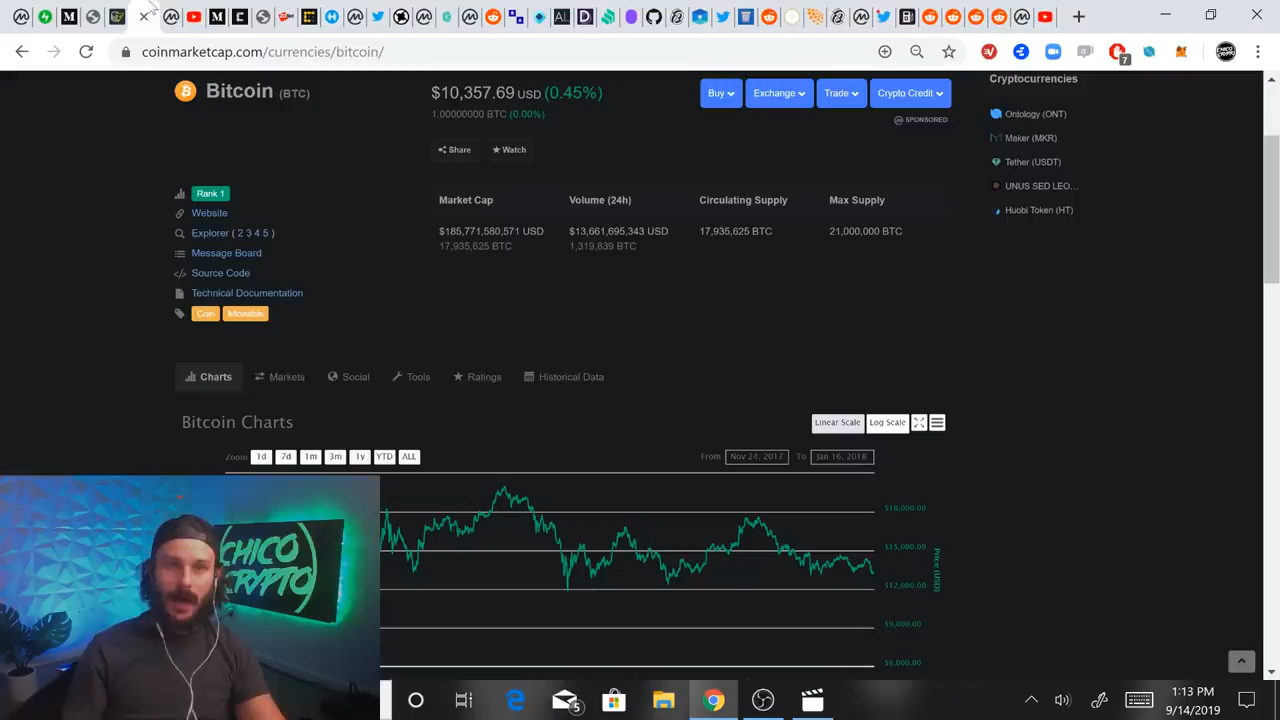 coinmarketcap.com/currencies/bitcoin/
7
Bitcoin (BTC)
$10,357.69 USD (0.45%)
1.00000000 BTC (0.00%)
Buy
Exchange
Trade
Crypto Credit
SPONSORED
Share
Watch
Cryptocurrencies
Ontology (ONT)
Maker (MKR)
Tether (USDT)
UNUS SED LEO...
Huobi Token (HT)
Rank 1
Website
Explorer ( 2 3 4 5 )
Message Board
Source Code
Technical Documentation
Coin Mineable
Market Cap
Volume (24h)
Circulating Supply
Max Supply
$185,771,580,571 USD
$13,661,695,343 USD
17,935,625 BTC
21,000,000 BTC
17,935,625 BTC
1,319,839 BTC
Charts
Markets
Social
Tools
Ratings
Historical Data
Bitcoin Charts
Linear Scale
Log Scale
Zoom 1d 7d 1m 3m 1y YTD ALL
From Nov 24, 2017 To Jan 16, 2018
$18,000.00
$15,000.00
$12,000.00
$9,000.00
$6,000.00
Price (USD)
CHICO
CRYPTO
5
1:13 PM
9/14/2019